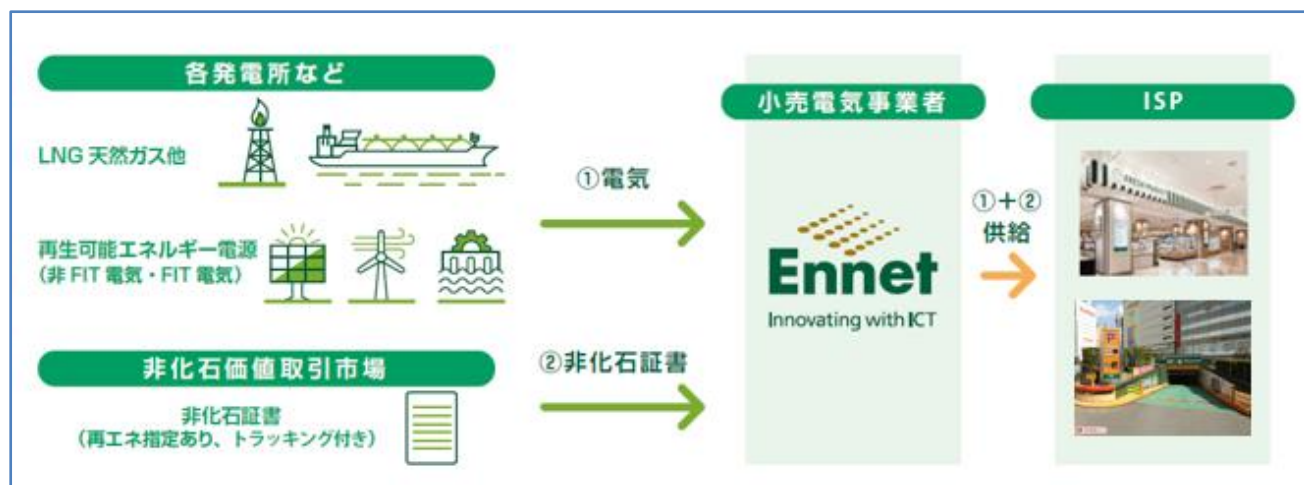 各発電所など
LNG 天然ガス他
再生可能エネルギー電源
(非 FIT 電気・FIT 電気)
①電気
非化石価値取引市場
非化石証書
(再エネ指定あり、トラッキング付き)
②非化石証書
小売電気事業者
Ennet
Innovating with ICT
①+②
供給
ISP